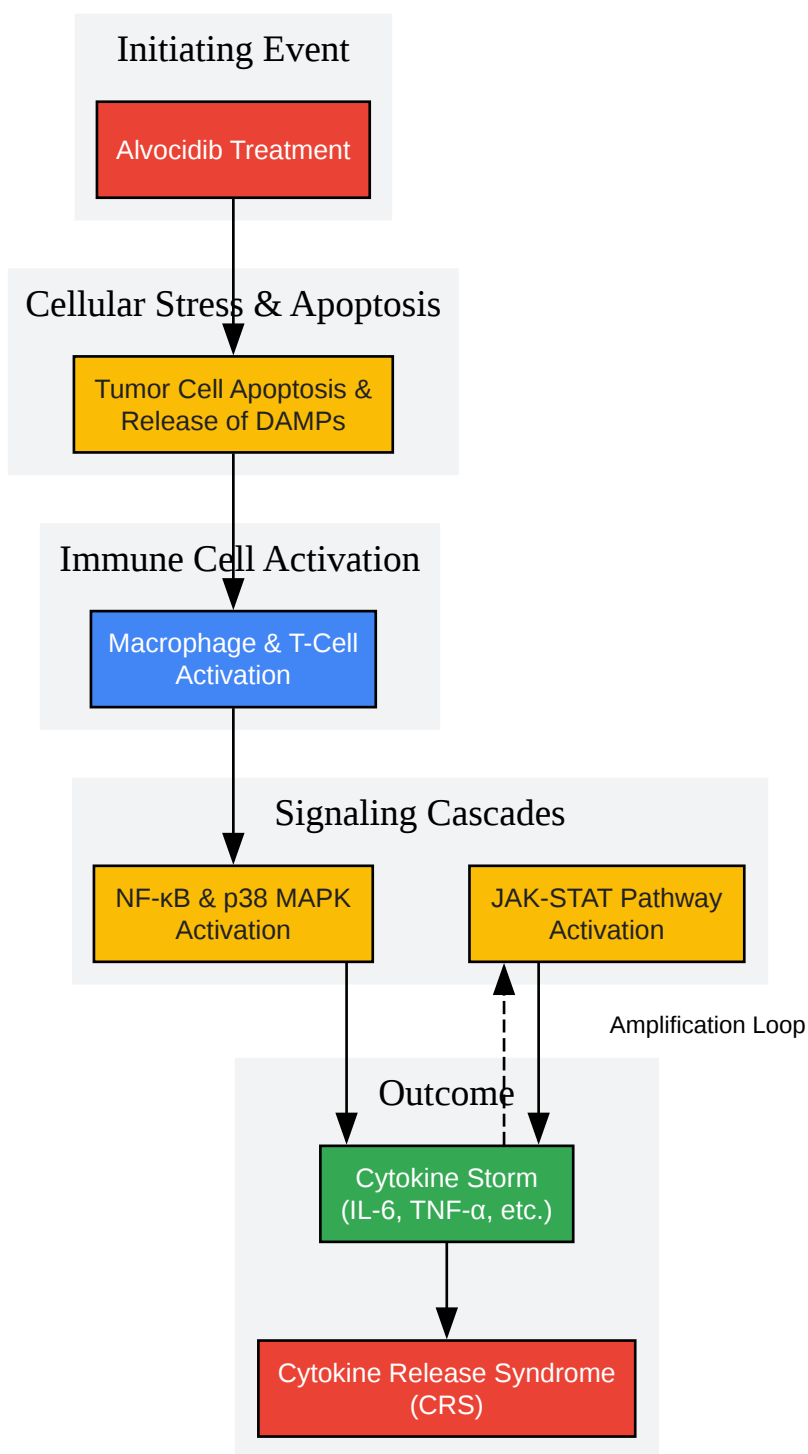 Initiating Event
Alvocidib Treatment
Cellular Stress & Apoptosis
Tumor Cell Apoptosis &
Release of DAMPs
Immune Cell Activation
Macrophage & T-Cell
Activation
Signaling Cascades
NF-κB & p38 MAPK
Activation
JAK-STAT Pathway
Activation
Amplification Loop
Outcome
Cytokine Storm
(IL-6, TNF-α, etc.)
Cytokine Release Syndrome
(CRS)